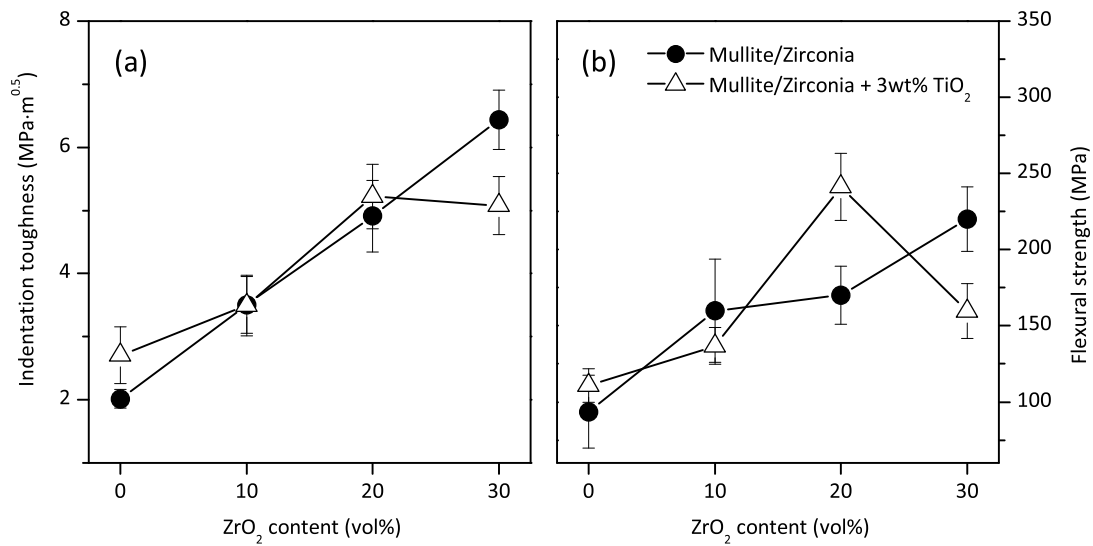 (a)
Indentation toughness (MPa·m^0.5)
8
6
4
2
0 10 20 30
ZrO₂ content (vol%)
(b)
Mullite/Zirconia
Mullite/Zirconia + 3wt% TiO₂
350
300
250
200
150
100
Flexural strength (MPa)
0 10 20 30
ZrO₂ content (vol%)